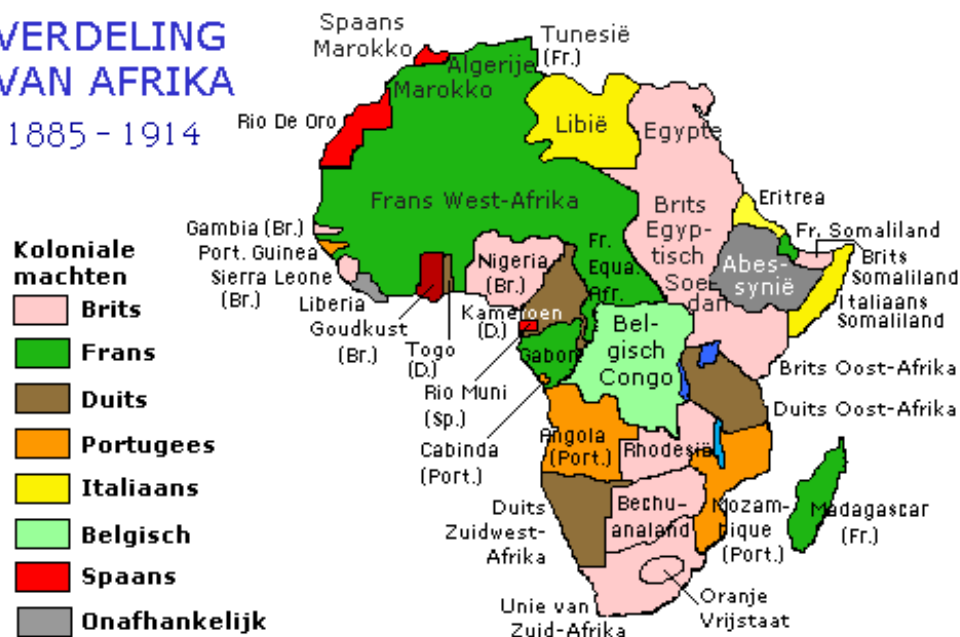 VERDELING
VAN AFRIKA
1885 - 1914
Spaans
Marokko
Tunesië
(Fr.)
Algerije
Marokko
Rio De Oro
Libië
Egypte
Frans West-Afrika
Brits
Egyp-
tisch
Soe-
dan
Eritrea
Fr. Somaliland
Brits
Somaliland
Italiaans
Somaliland
Abes-
synië
Gambia (Br.)
Port. Guinea
Sierra Leone
(Br.)
Liberia
Goudkust
(Br.)
Togo
(D.)
Nigeria
(Br.)
Kameroen
(D.)
Fr.
Equa.
Afr.
Gabon
Rio Muni
(Sp.)
Cabinda
(Port.)
Bel-
gisch
Congo
Brits Oost-Afrika
Duits Oost-Afrika
Angola
(Port.)
Rhodesië
Duits
Zuidwest-
Afrika
Bechu-
analand
Mozam-
bique
(Port.)
Madagascar
(Fr.)
Oranje
Vrijstaat
Unie van
Zuid-Afrika
Koloniale
machten
Brits
Frans
Duits
Portugees
Italiaans
Belgisch
Spaans
Onafhankelijk